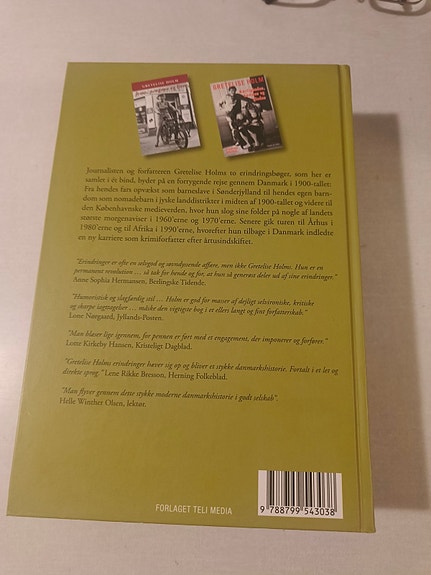 GRETELISE HOLM
GRETELISE HOLM
Journalisten og forfatteren Gretelise Holms to erindringsbøger, som her er
samlet i ét bind, byder på en fortryllende rejse gennem Danmark i 1900-tallet:
Fra hendes fars opvækst som barneslave i Sønderjylland til hendes egen barn-
dom som nomadebarn i jyske landdistrikter i midten af 1900-tallet og videre til
den Københavnske medieverden, hvor hun slog sine folder på nogle af landets
største morgenaviser i 1960'erne og 1970'erne. Senere gik turen til Århus i
1980'erne og til Afrika i 1990'erne, hvorefter hun tilbage i Danmark indledte
en ny karriere som krimiforfatter efter årtusindskiftet.
"Erindringer er ofte en selvgod og søvndyssende affære, men ikke Gretelise Holms. Hun er en
permanent revolution… så tak for hende og for, at hun så generøst deler ud af sine erindringer."
Anne Sophia Hermansen, Berlingske Tidende.
"Humoristisk og slagfærdig stil… Holm er god for masser af dejligt selvironiske, kritiske
og skarpe iagttagelser… måske den vigtigste bog i et ellers langt og fint forfatterskab."
Lone Nørgaard, Jyllands-Posten.
"Man blæser lige igennem, for pennen er ført med et engagement, der imponerer og forfører."
Lotte Kirkeby Hansen, Kristeligt Dagblad.
"Gretelise Holms erindringer hæver sig op og bliver et stykke danmarkshistorie. Fortalt i et let og
direkte sprog." Lene Rikke Bresson, Herning Folkeblad.
"Man flyver gennem dette stykke moderne danmarkshistorie i godt selskab".
Helle Winther Olsen, lektør.
FORLAGET TELI MEDIA
9 788799 543038